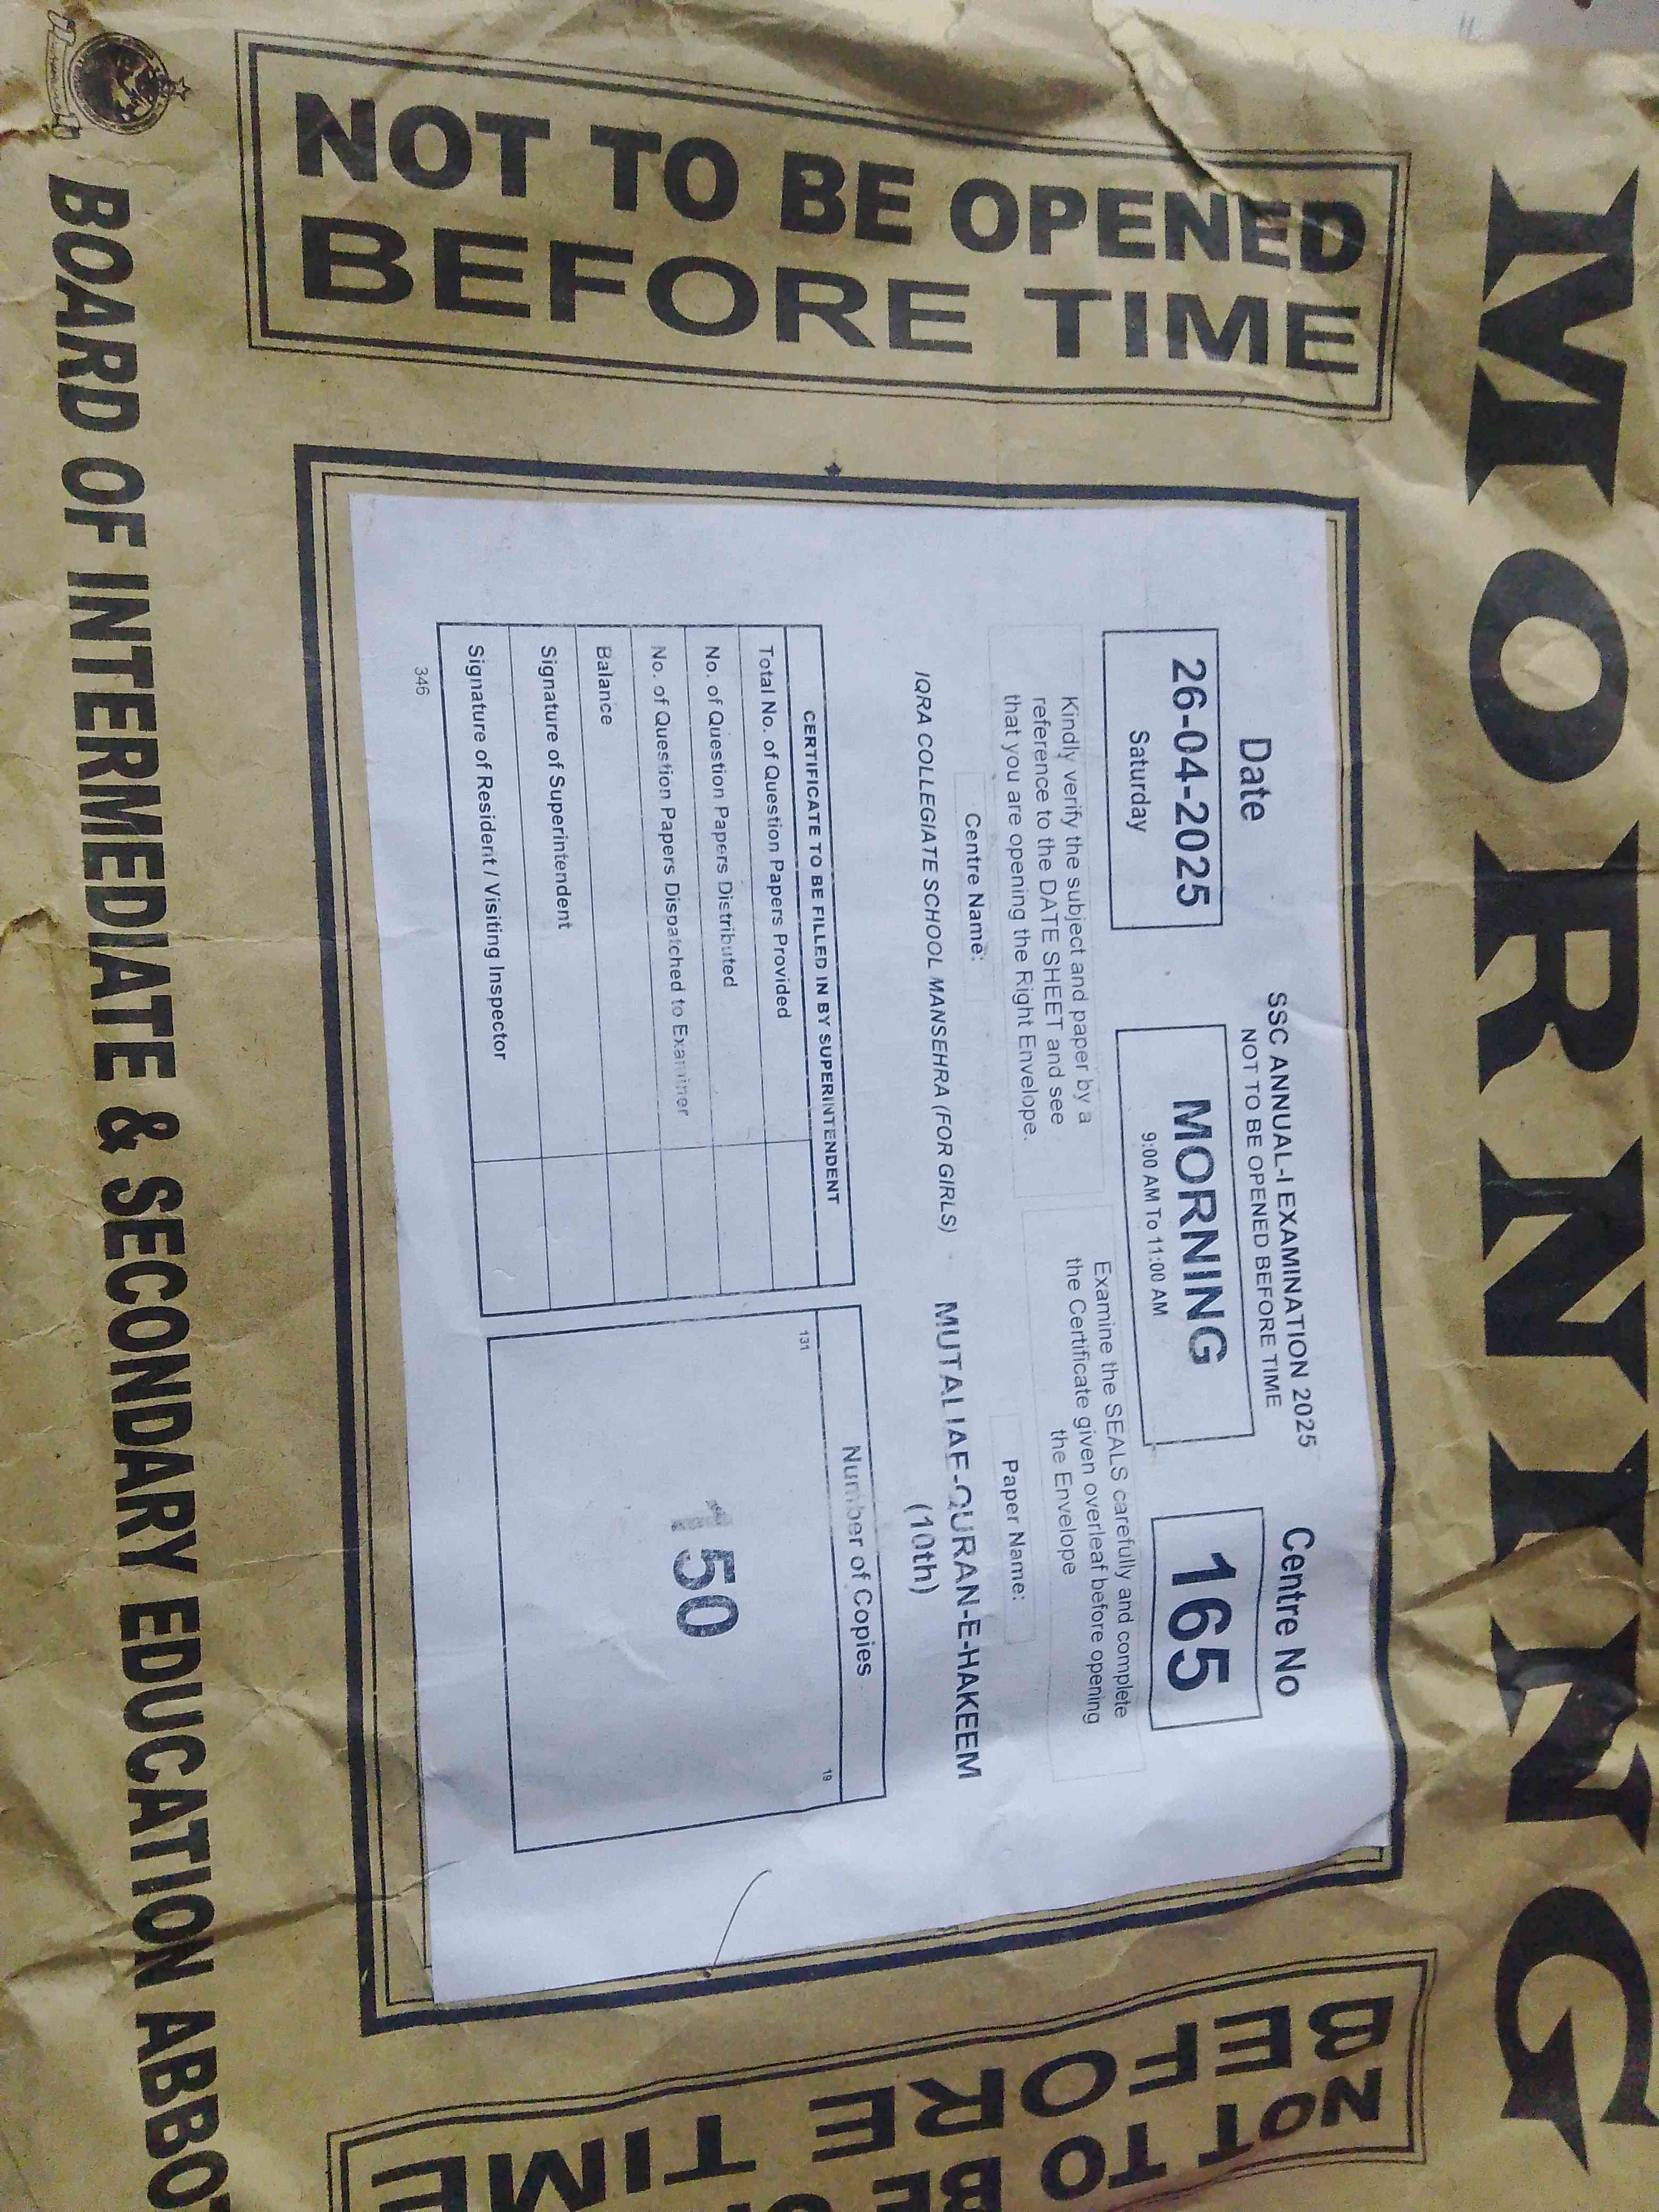 MORNING
NOT TO BE OPENED
BEFORE TIME
SSC ANNUAL-I EXAMINATION 2025
NOT TO BE OPENED BEFORE TIME
Date
26-04-2025
Saturday
MORNING
9:00 AM To 11:00 AM
Centre No
165
Kindly verify the subject and paper by a
reference to the DATE SHEET and see
that you are opening the Right Envelope.
Examine the SEALS carefully and complete
the Certificate given overleaf before opening
the Envelope
Centre Name:
IQRA COLLEGIATE SCHOOL MANSEHRA (FOR GIRLS)
Paper Name:
MUTALIAE-QURAN-E-HAKEEM
(10th)
CERTIFICATE TO BE FILLED IN BY SUPERINTENDENT
Total No. of Question Papers Provided
No. of Question Papers Distributed
No. of Question Papers Dispatched to Examiner
Balance
Signature of Superintendent
Signature of Resident / Visiting Inspector
346
Number of Copies
131
19
150
NOT TO BE
BEFORE TIME
BOARD OF INTERMEDIATE & SECONDARY EDUCATION ABBOT